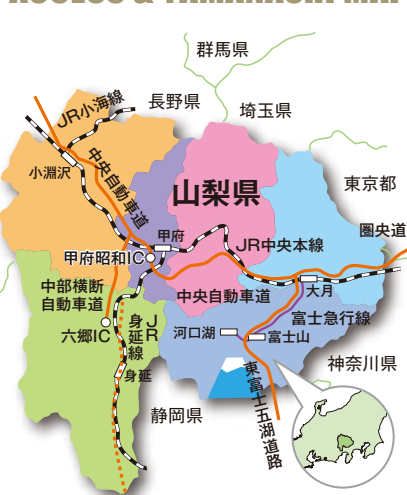 ACCESS & YAMANASHI MAP
群馬県
長野県
埼玉県
JR小海線
小淵沢
中央自動車道
山梨県
東京都
甲府
圏央道
甲府昭和IC
JR中央本線
中部横断
自動車道
中央自動車道
大月
六郷IC
JR
身延線
河口湖
富士急行線
富士山
身延
神奈川県
静岡県
東富士五湖道路